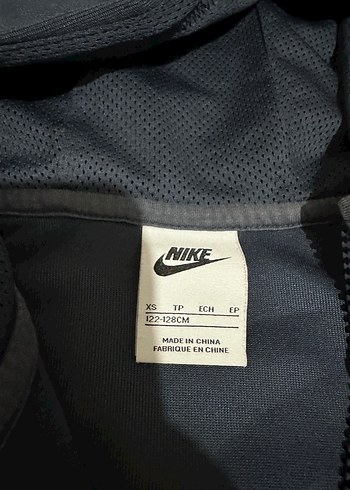 NIKE
XS TP ECH EP
122-128CM
MADE IN CHINA
FABRIQUE EN CHINE